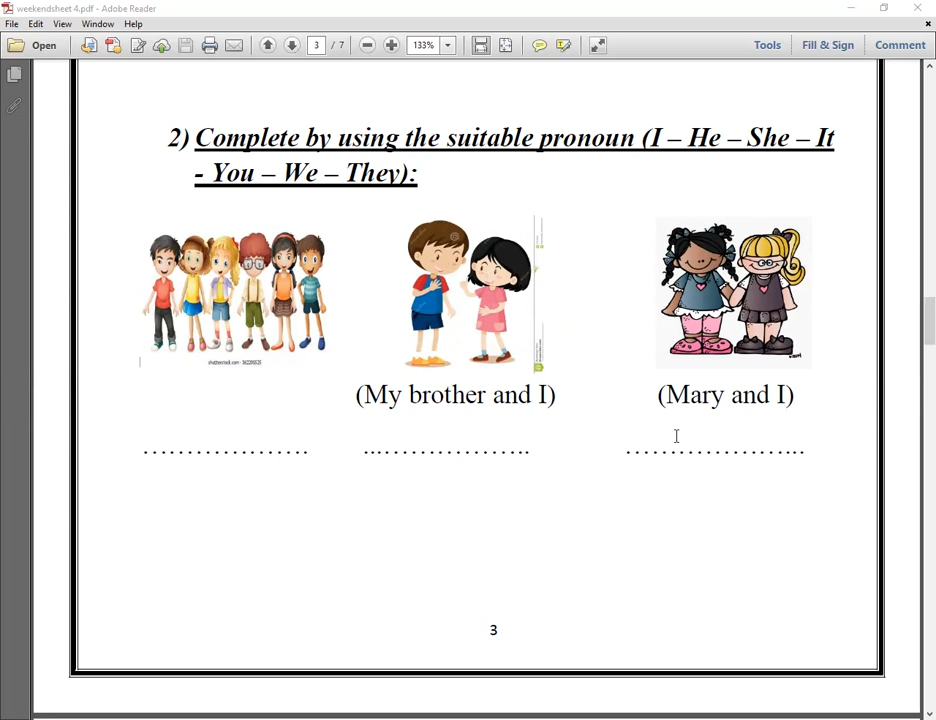 weekendsheet 4.pdf - Adobe Reader
File Edit View Window Help
Open 3 / 7 133% Tools Fill & Sign Comment
2) Complete by using the suitable pronoun (I – He – She – It
- You – We – They):
(My brother and I) (Mary and I)
………………… ………………… …………………
3